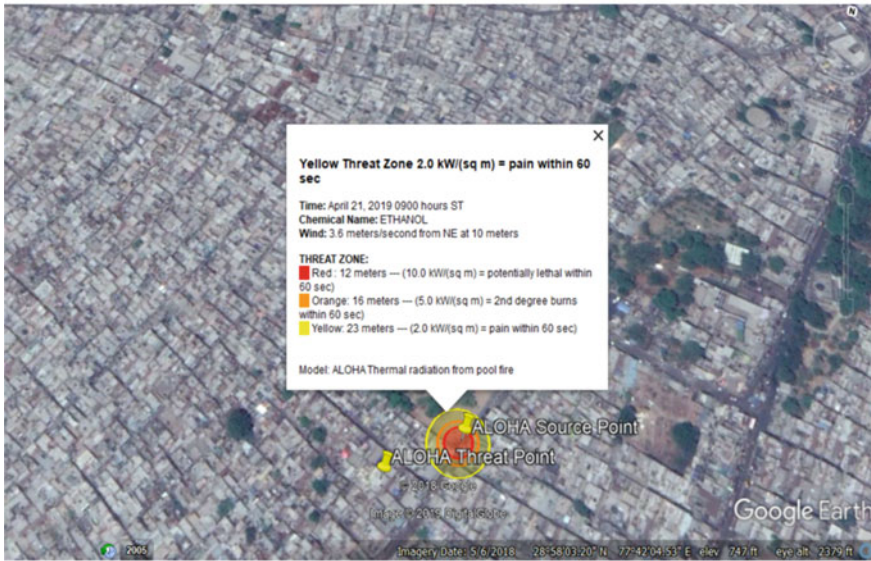 N
Yellow Threat Zone 2.0 kW/(sq m) = pain within 60
sec
Time: April 21, 2019 0900 hours ST
Chemical Name: ETHANOL
Wind: 3.6 meters/second from NE at 10 meters
THREAT ZONE:
Red : 12 meters — (10.0 kW/(sq m) = potentially lethal within
60 sec)
Orange: 16 meters — (5.0 kW/(sq m) = 2nd degree burns
within 60 sec)
Yellow: 23 meters — (2.0 kW/(sq m) = pain within 60 sec)
Model: ALOHA Thermal radiation from pool fire
ALOHA Source Point
ALOHA Threat Point
© 2018 Google
Image © 2019 DigitalGlobe
Google Earth
2005
Imagery Date: 5/6/2018 28°58'03.20" N 77°42'04.53" E elev 747 ft eye alt 2379 ft